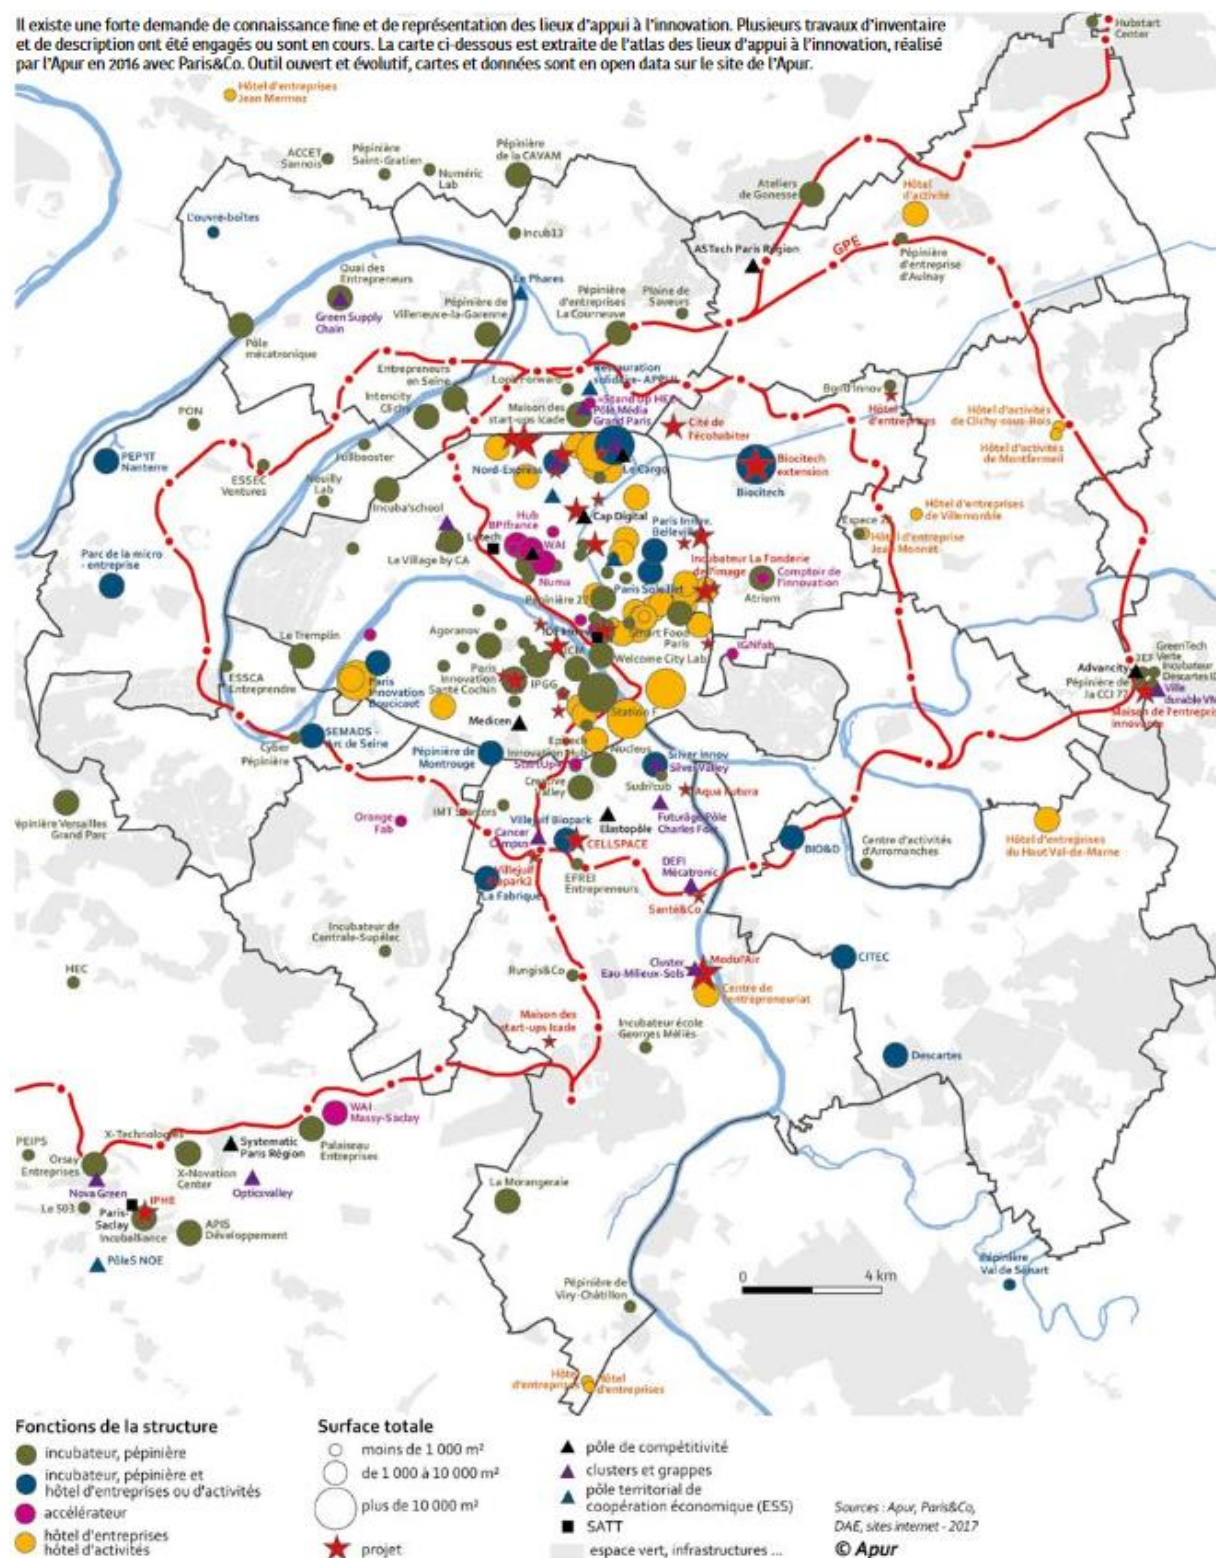 Il existe une forte demande de connaissance fine et de représentation des lieux d'appui à l'innovation. Plusieurs travaux d'inventaire
et de description ont été engagés ou sont en cours. La carte ci-dessous est extraite de l'atlas des lieux d'appui à l'innovation, réalisé
par l'Apur en 2016 avec Paris&Co. Outil ouvert et évolutif, cartes et données sont en open data sur le site de l'Apur.
Hubstart
Center
Hôtel d'entreprises
Jean Mermoz
ACCET
Sannois
Pépinière
Saint-Gratien
Numéric
Lab
Pépinière
de la CAVAM
Ateliers
de Gonesse
Hôtel
d'activité
L'ouvre-boîtes
Incub13
ASTech Paris Région
GPE
Pépinière
d'entreprise
d'Aulnay
Quai des
Entrepreneurs
Green Supply
Chain
Le Phares
Pépinière de
Villeneuve-la-Garenne
Pépinière
d'entreprises
La Courneuve
Plaine de
Saveurs
Pôle
mécatronique
Entrepreneurs
en Seine
Look Forward
Restauration
solidaire- APPUI
Intencity
Clichy
Maison des
start-ups Icade
Pôle Média
Grand Paris
Cité de
l'écohabiter
Bond'innov
Hôtel
d'entreprises
Hôtel d'activités
de Clichy-sous-Bois
Hôtel d'activités
de Montfermeil
PON
PEP'IT
Nanterre
ESSEC
Ventures
Fullbooster
Neuilly
Lab
Nord-Express
Le Cargo
Biocitech
extension
Biocitech
Incuba'school
Hub
BPIfrance
WAI
Cap Digital
Paris Innov.
Belleville
Hôtel d'entreprises
de Villemomble
Espace
Hôtel d'entreprise
Jean Monnet
Parc de la micro
- entreprise
Le Village by CA
Numa
Incubateur La Fonderie
de l'image
Comptoir de
l'innovation
Atrium
Pépinière 27
Paris Soleillet
Le Tremplin
Agoranov
ICM
Smart Food
Paris
IGNfab
Welcome City Lab
ESSCA
Entreprendre
Paris
Innovation
Boucicaut
Paris
Innovation
Santé Cochin
IPGG
Station F
Medicen
Advancity
GreenTech
Verte
Incubateur
Descartes
Pépinière de
la CCI 77
Ville
durable
Maison de l'entreprise
innovante
SEMADS -
Arc de Seine
Cyber
Pépinière
Pépinière de
Montrouge
Epitech
Innovation Hub
Nucleus
Silver Innov
Silver Valley
Sudri'cub
Aqua Futura
Creative
Valley
Pépinière Versailles
Grand Parc
Orange
Fab
IMT Starters
Villejuif Biopark
Cancer
Campus
CELLSPACE
Elastopôle
Futurâge Pôle
Charles Foix
BIO&D
Centre d'activités
d'Arromanches
Hôtel d'entreprises
du Haut Val-de-Marne
Villejuif
Biopark2
La Fabrique
EFREI
Entrepreneurs
DEFI
Mécatronic
Santé&Co
Incubateur de
Centrale-Supélec
HEC
Rungis&Co
Cluster
Eau-Milieux-Sols
Modul'Air
Centre de
l'entrepreneuriat
CITEC
Maison des
start-ups Icade
Incubateur école
Georges Méliès
Descartes
WAI
Massy-Saclay
PEIPS
Orsay
Entreprises
X-Technologies
X-Novation
Center
Systematic
Paris Région
Palaiseau
Entreprises
Nova Green
Opticsvalley
Le 503
IPHE
Paris-
Saclay
Incuballiance
APIS
Développement
PôleS NOE
La Morangeraie
Pépinière
Val de Sénart
0 4 km
Pépinière de
Viry-Châtillon
Hôtel
d'entreprises
Hôtel
d'entreprises
Fonctions de la structure
incubateur, pépinière
incubateur, pépinière et
hôtel d'entreprises ou d'activités
accélérateur
hôtel d'entreprises
hôtel d'activités
Surface totale
moins de 1 000 m²
de 1 000 à 10 000 m²
plus de 10 000 m²
projet
pôle de compétitivité
clusters et grappes
pôle territorial de
coopération économique (ESS)
SATT
espace vert, infrastructures ...
Sources : Apur, Paris&Co,
DAE, sites internet - 2017
© Apur